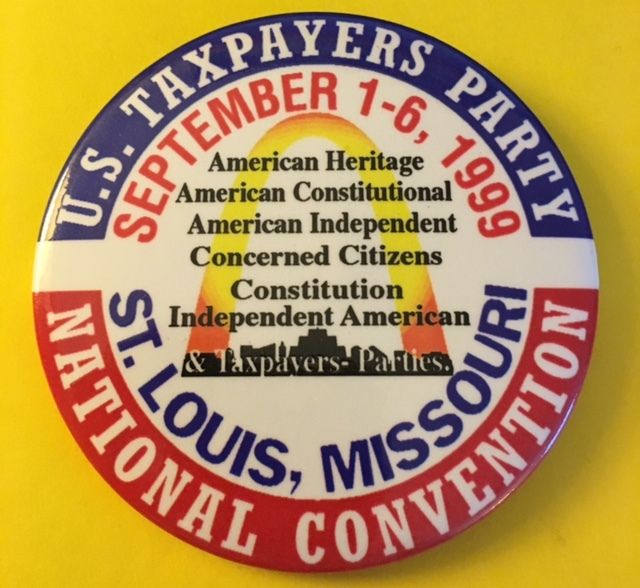 U.S. TAXPAYERS PARTY
SEPTEMBER 1-6, 1999
American Heritage
American Constitutional
American Independent
Concerned Citizens
Constitution
Independent American
& Taxpayers- Parties.
ST. LOUIS, MISSOURI
NATIONAL CONVENTION